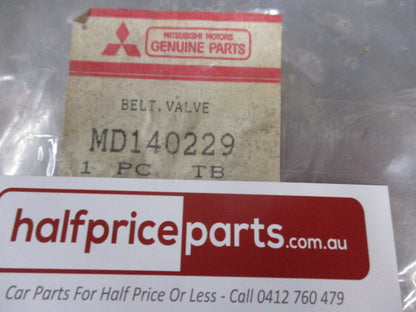 MITSUBISHI MOTORS
GENUINE PARTS
BELT, VALVE
MD140229
1 PC TB
halfpriceparts.com.au
Car Parts For Half Price Or Less - Call 0412 760 479